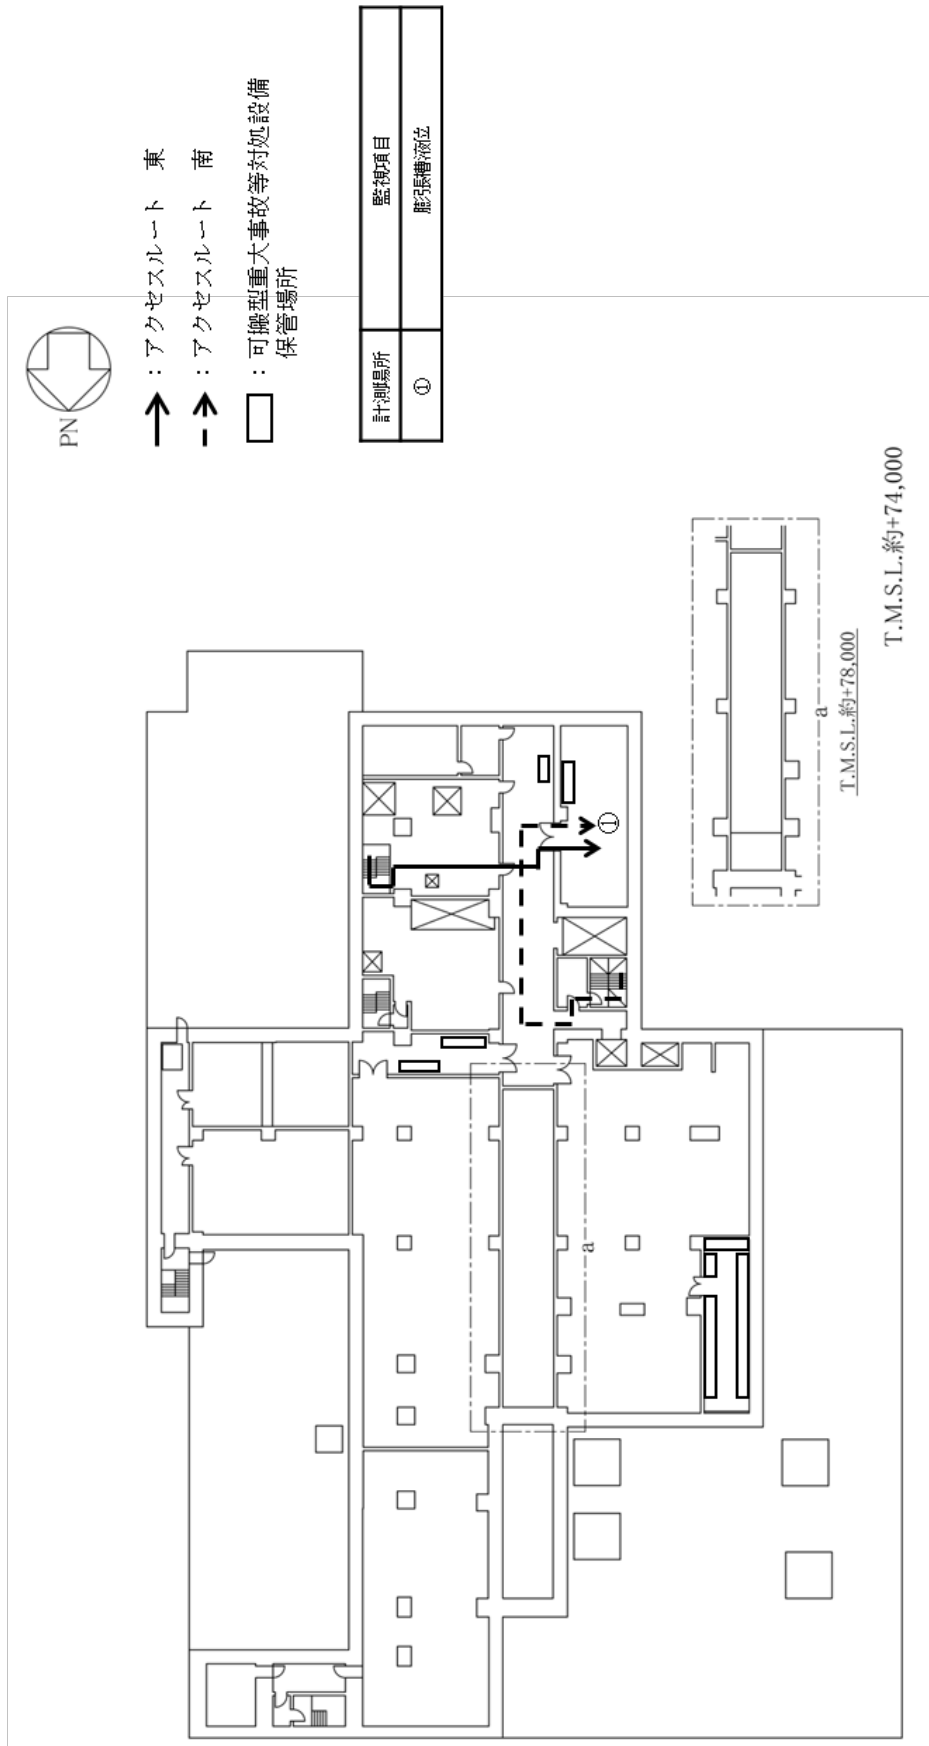 PN
：アクセスルート　東
：アクセスルート　南
：可搬型重大事故等対処設備
保管場所
計測場所　監視項目
①　膨張槽液位
①
a
a
T.M.S.L.約+78,000
T.M.S.L.約+74,000